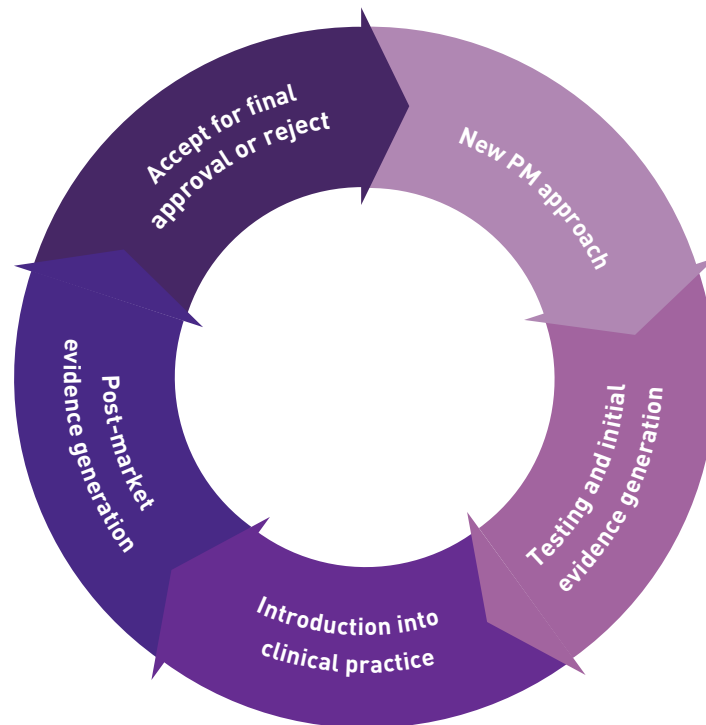 New PM approach
Testing and initial
evidence generation
Introduction into
clinical practice
Post-market
evidence generation
Accept for final
approval or reject